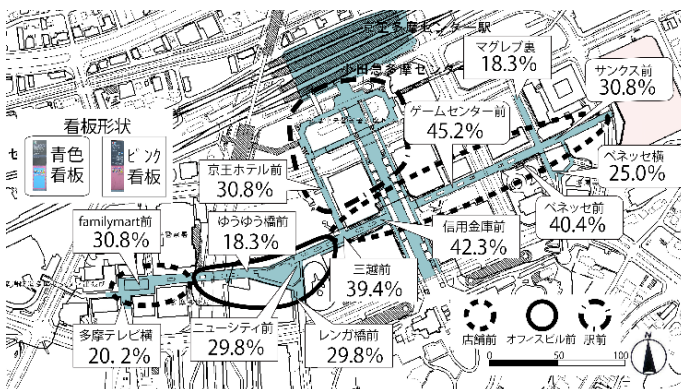 京王多摩センター駅
小田急多摩センター
マグレブ裏
18.3%
サンクス前
30.8%
看板形状
青色
看板
ピンク
看板
ゲームセンター前
45.2%
京王ホテル前
30.8%
ベネッセ横
25.0%
familymart前
30.8%
ゆうゆう橋前
18.3%
信用金庫前
42.3%
ベネッセ前
40.4%
三越前
39.4%
多摩テレビ横
20.2%
ニューシティ前
29.8%
レンガ橋前
29.8%
店舗前
オフィスビル前
駅前
0
50
100
N